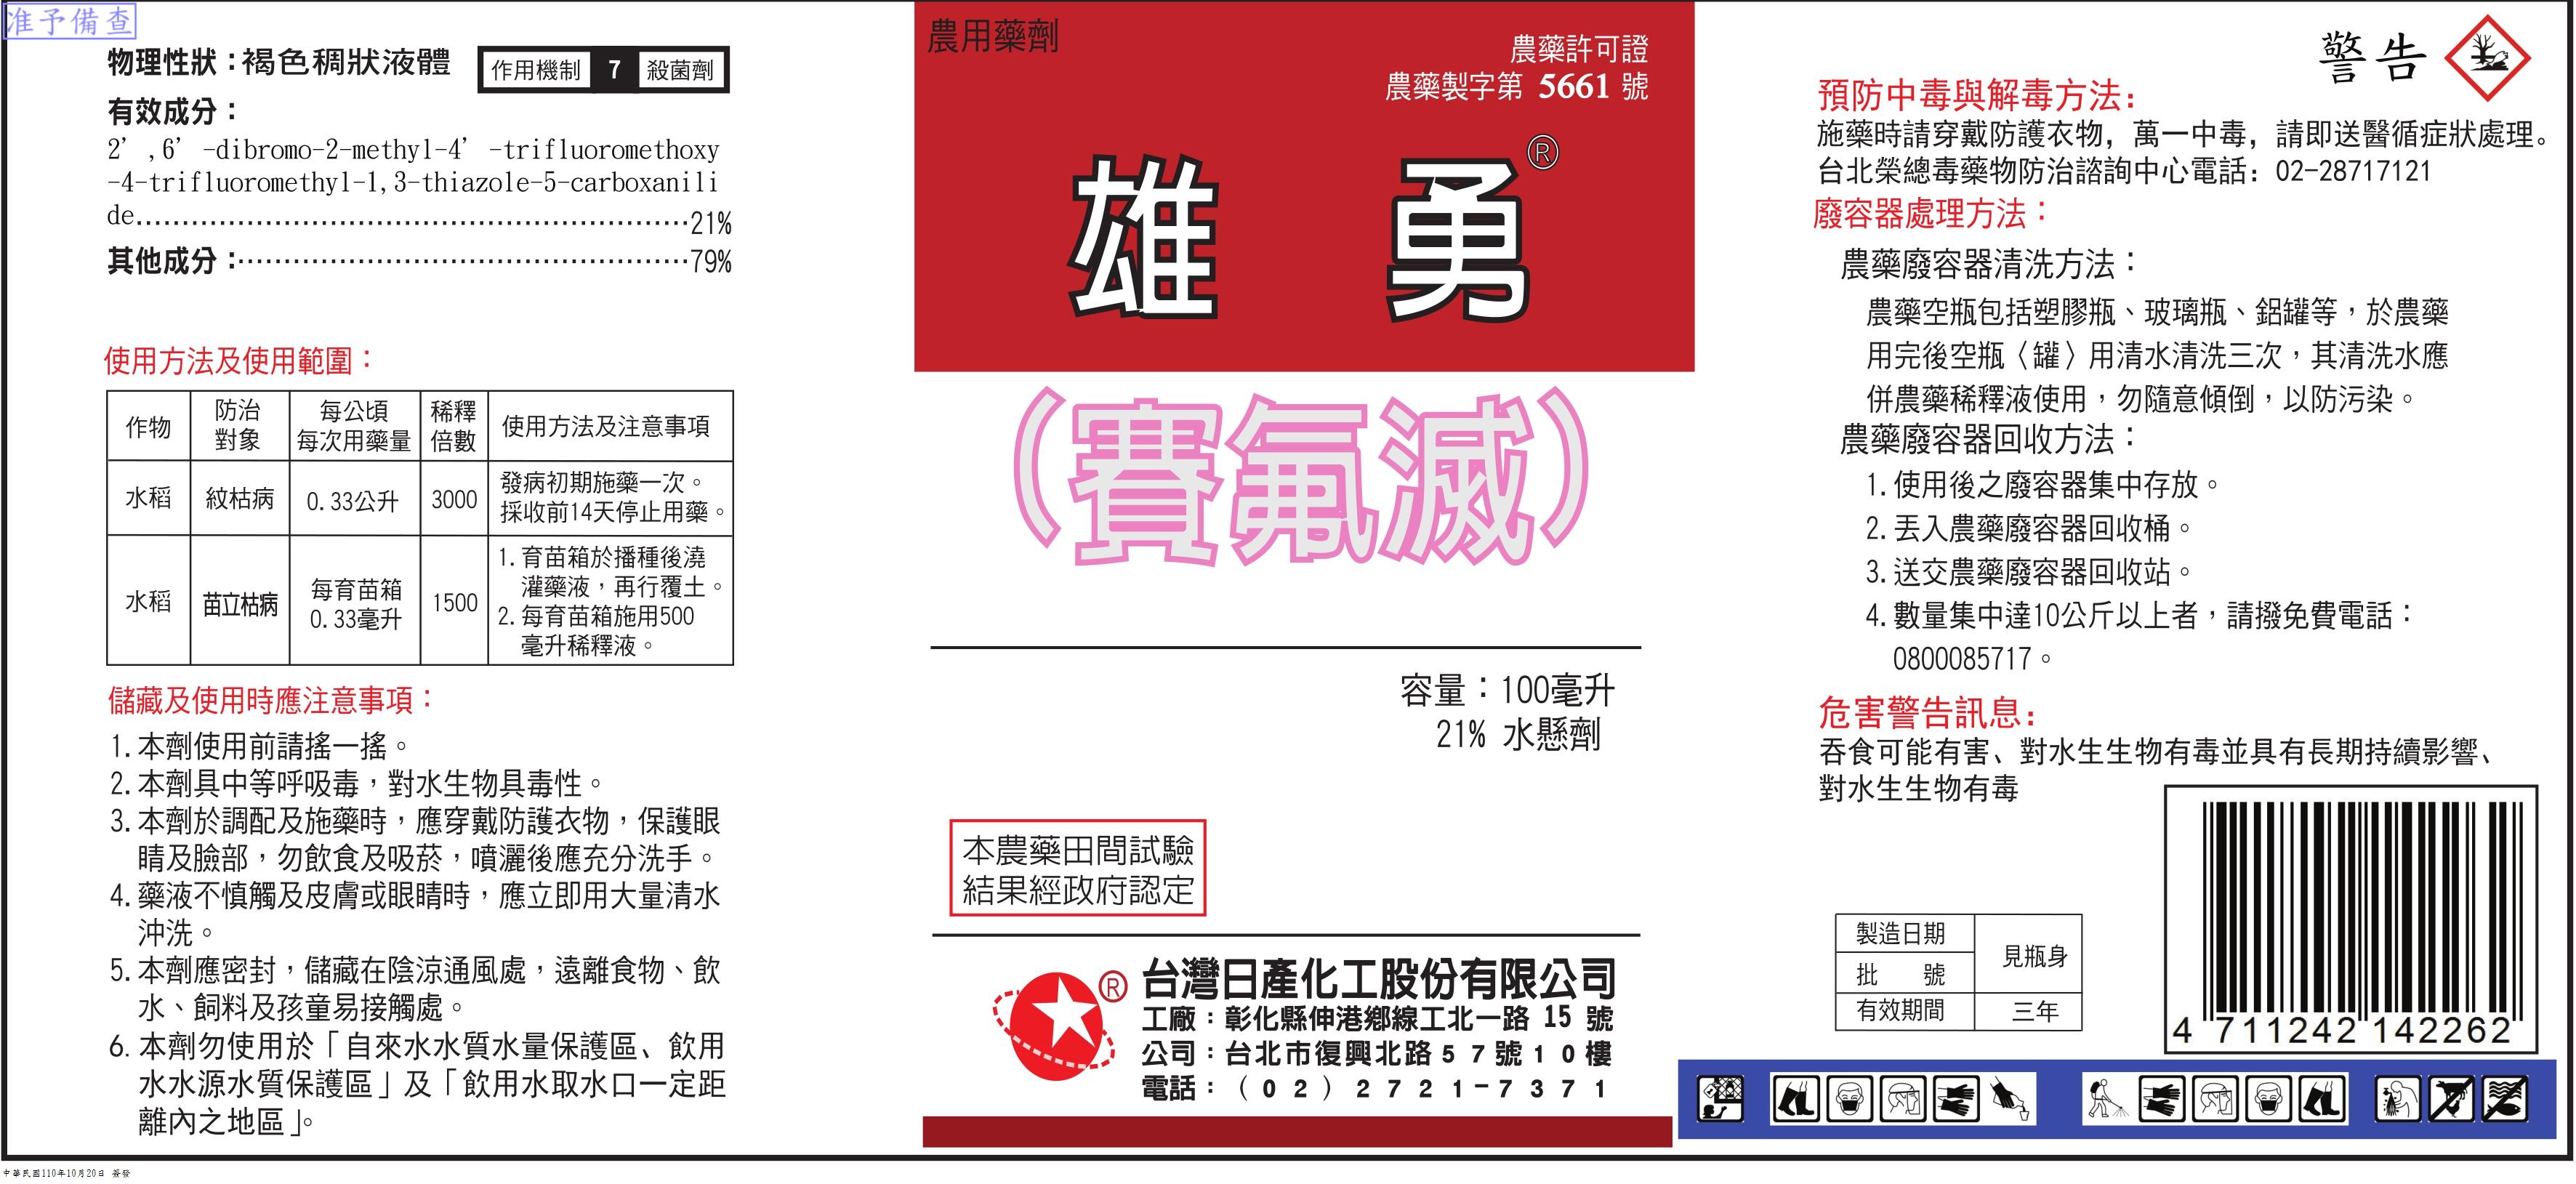 准予備查
物理性狀：褐色稠狀液體
作用機制 7 殺菌劑
有效成分：
2’,6’-dibromo-2-methyl-4’-trifluoromethoxy
-4-trifluoromethyl-1,3-thiazole-5-carboxanili
de……………………………………………………21%
其他成分：…………………………………………79%
使用方法及使用範圍：
作物 防治對象 每公頃每次用藥量 稀釋倍數 使用方法及注意事項
水稻 紋枯病 0.33公升 3000 發病初期施藥一次。
採收前14天停止用藥。
水稻 苗立枯病 每育苗箱0.33毫升 1500 1.育苗箱於播種後澆
灌藥液，再行覆土。
2.每育苗箱施用500
毫升稀釋液。
儲藏及使用時應注意事項：
1.本劑使用前請搖一搖。
2.本劑具中等呼吸毒，對水生物具毒性。
3.本劑於調配及施藥時，應穿戴防護衣物，保護眼
睛及臉部，勿飲食及吸菸，噴灑後應充分洗手。
4.藥液不慎觸及皮膚或眼睛時，應立即用大量清水
沖洗。
5.本劑應密封，儲藏在陰涼通風處，遠離食物、飲
水、飼料及孩童易接觸處。
6.本劑勿使用於「自來水水質水量保護區、飲用
水水源水質保護區」及「飲用水取水口一定距
離內之地區」。
農用藥劑
農藥許可證
農藥製字第 5661 號
雄 勇®
（賽氟滅）
容量：100毫升
21% 水懸劑
本農藥田間試驗
結果經政府認定
® 台灣日產化工股份有限公司
工廠：彰化縣伸港鄉線工北一路 15 號
公司：台北市復興北路57號10樓
電話：（02）2721-7371
警告
預防中毒與解毒方法：
施藥時請穿戴防護衣物，萬一中毒，請即送醫循症狀處理。
台北榮總毒藥物防治諮詢中心電話：02-28717121
廢容器處理方法：
農藥廢容器清洗方法：
農藥空瓶包括塑膠瓶、玻璃瓶、鋁罐等，於農藥
用完後空瓶〈罐〉用清水清洗三次，其清洗水應
併農藥稀釋液使用，勿隨意傾倒，以防污染。
農藥廢容器回收方法：
1.使用後之廢容器集中存放。
2.丟入農藥廢容器回收桶。
3.送交農藥廢容器回收站。
4.數量集中達10公斤以上者，請撥免費電話：
0800085717。
危害警告訊息：
吞食可能有害、對水生生物有毒並具有長期持續影響、
對水生生物有毒
製造日期 見瓶身
批 號
有效期間 三年
4 711242 142262
中華民國110年10月20日 簽發